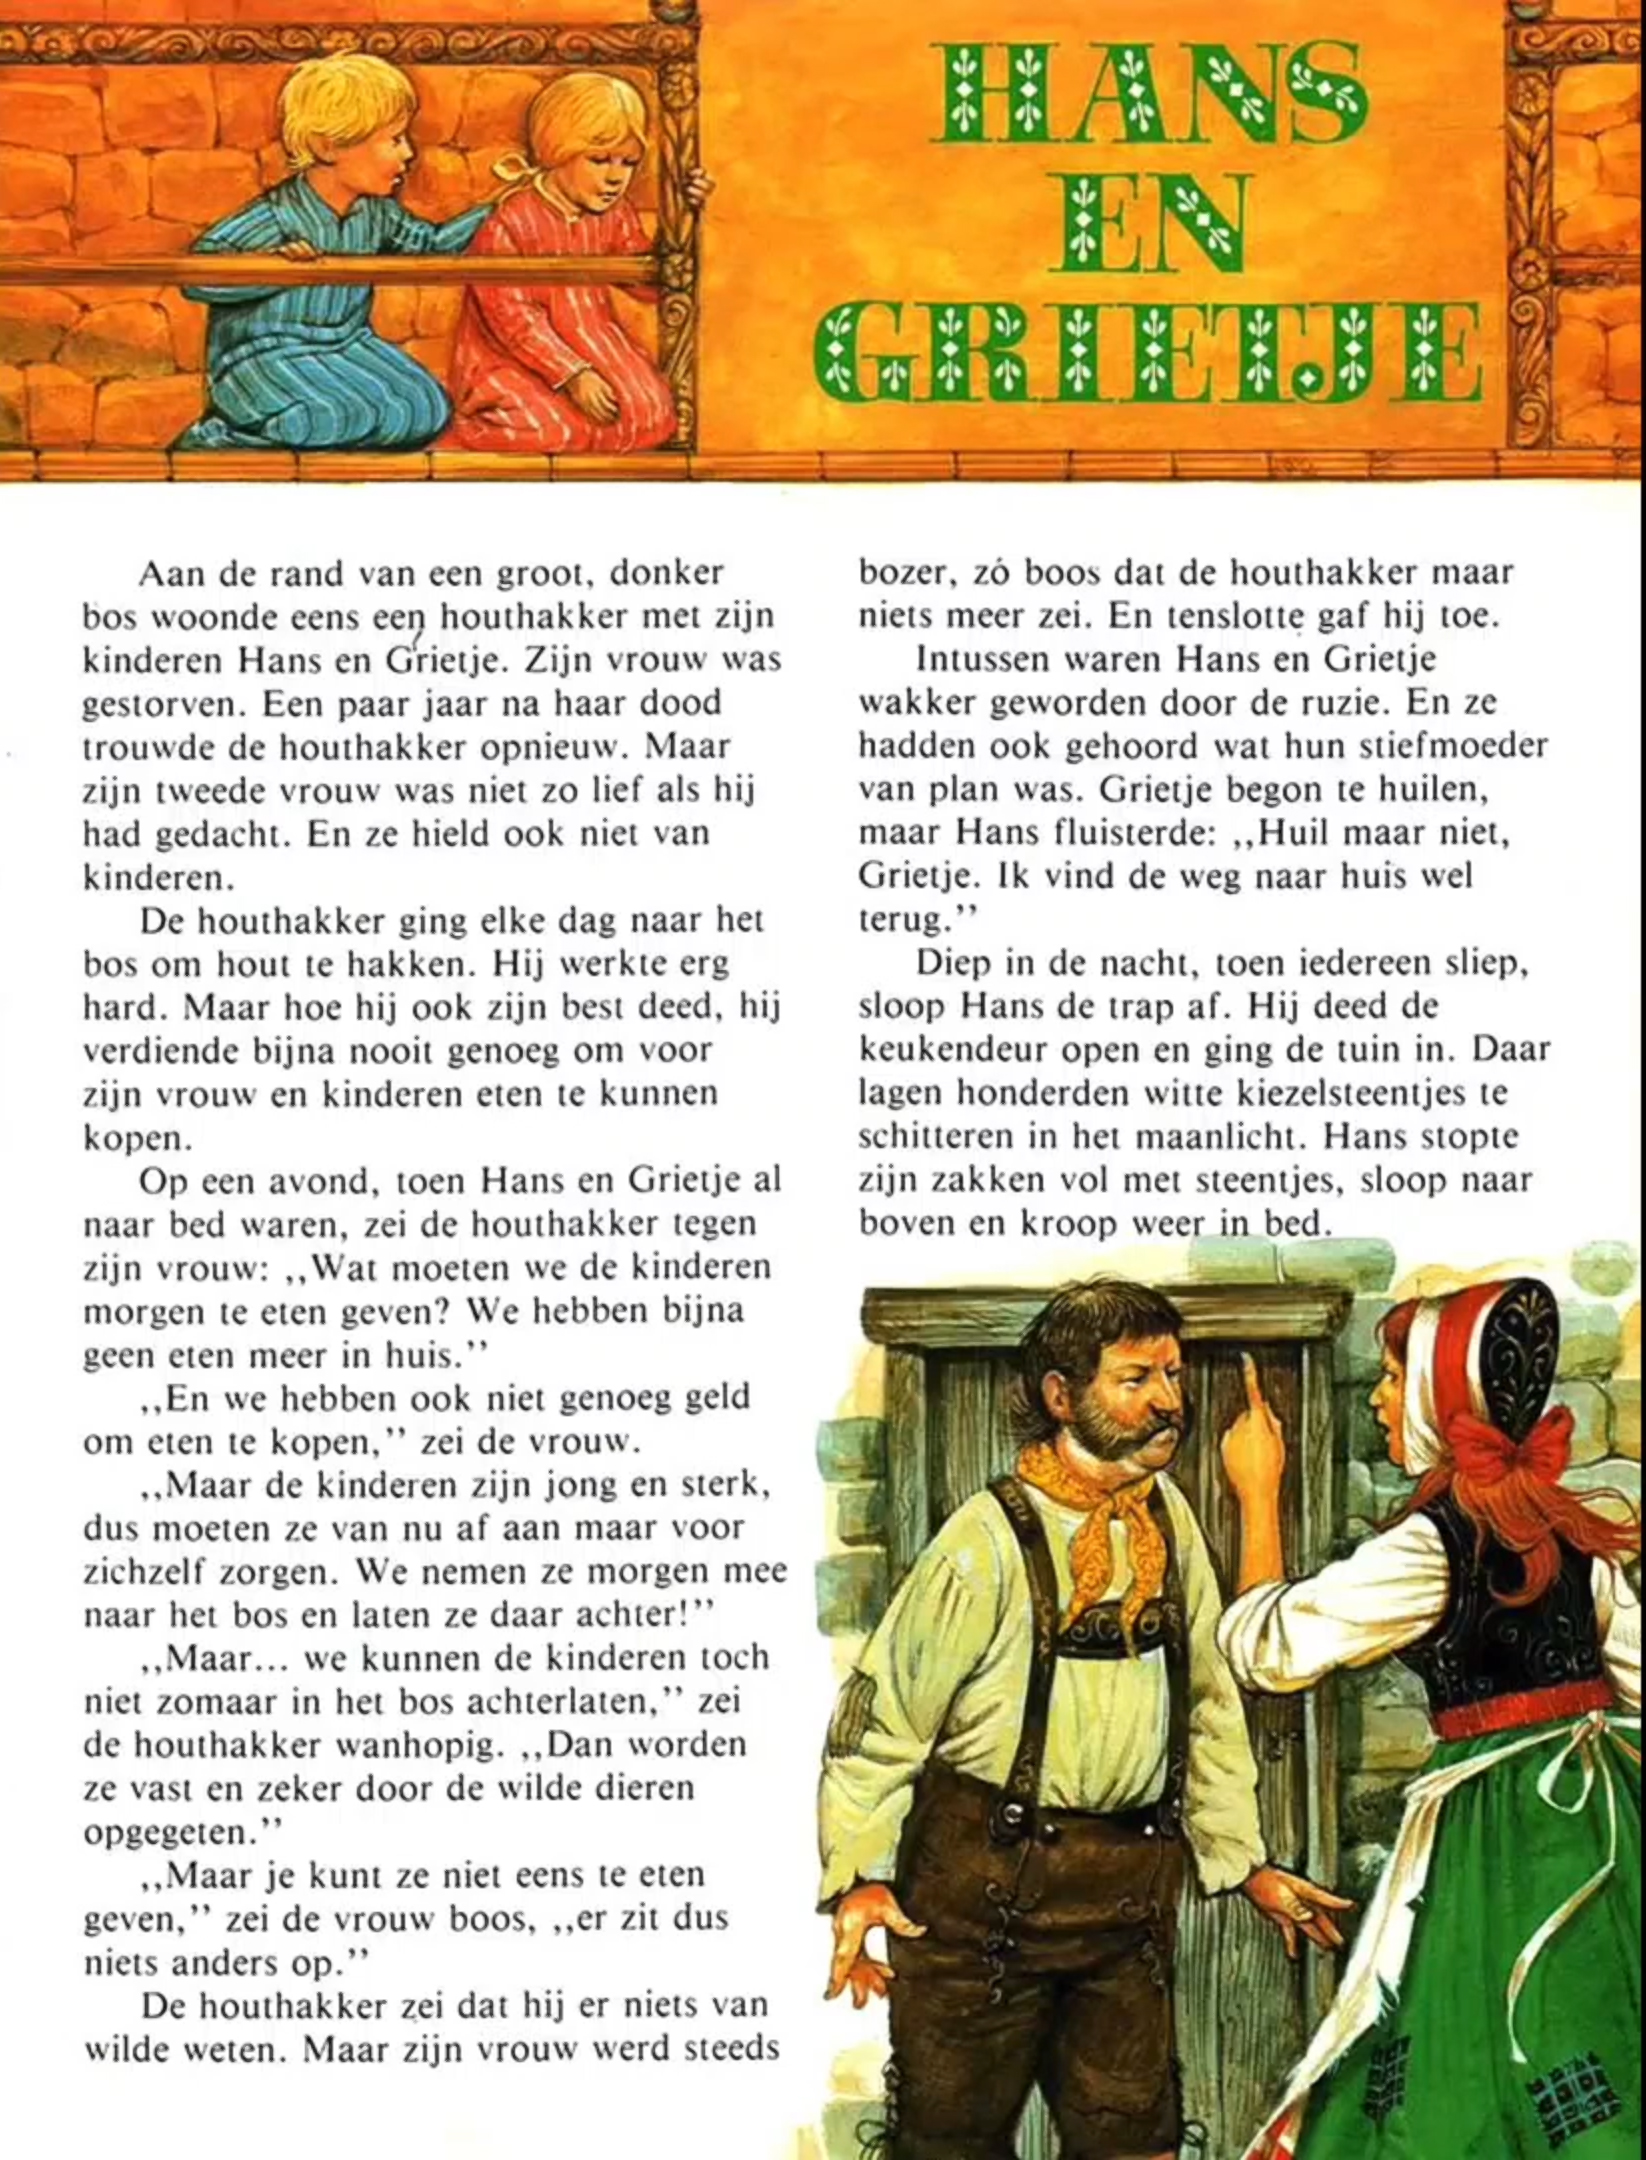 HANS
EN
GRIETJE
Aan de rand van een groot, donker
bos woonde eens een houthakker met zijn
kinderen Hans en Grietje. Zijn vrouw was
gestorven. Een paar jaar na haar dood
trouwde de houthakker opnieuw. Maar
zijn tweede vrouw was niet zo lief als hij
had gedacht. En ze hield ook niet van
kinderen.
De houthakker ging elke dag naar het
bos om hout te hakken. Hij werkte erg
hard. Maar hoe hij ook zijn best deed, hij
verdiende bijna nooit genoeg om voor
zijn vrouw en kinderen eten te kunnen
kopen.
Op een avond, toen Hans en Grietje al
naar bed waren, zei de houthakker tegen
zijn vrouw: ,,Wat moeten we de kinderen
morgen te eten geven? We hebben bijna
geen eten meer in huis.''
,,En we hebben ook niet genoeg geld
om eten te kopen,'' zei de vrouw.
,,Maar de kinderen zijn jong en sterk,
dus moeten ze van nu af aan maar voor
zichzelf zorgen. We nemen ze morgen mee
naar het bos en laten ze daar achter!''
,,Maar... we kunnen de kinderen toch
niet zomaar in het bos achterlaten,'' zei
de houthakker wanhopig. ,,Dan worden
ze vast en zeker door de wilde dieren
opgegeten.''
,,Maar je kunt ze niet eens te eten
geven,'' zei de vrouw boos, ,,er zit dus
niets anders op.''
De houthakker zei dat hij er niets van
wilde weten. Maar zijn vrouw werd steeds
bozer, zó boos dat de houthakker maar
niets meer zei. En tenslotte gaf hij toe.
Intussen waren Hans en Grietje
wakker geworden door de ruzie. En ze
hadden ook gehoord wat hun stiefmoeder
van plan was. Grietje begon te huilen,
maar Hans fluisterde: ,,Huil maar niet,
Grietje. Ik vind de weg naar huis wel
terug.''
Diep in de nacht, toen iedereen sliep,
sloop Hans de trap af. Hij deed de
keukendeur open en ging de tuin in. Daar
lagen honderden witte kiezelsteentjes te
schitteren in het maanlicht. Hans stopte
zijn zakken vol met steentjes, sloop naar
boven en kroop weer in bed.